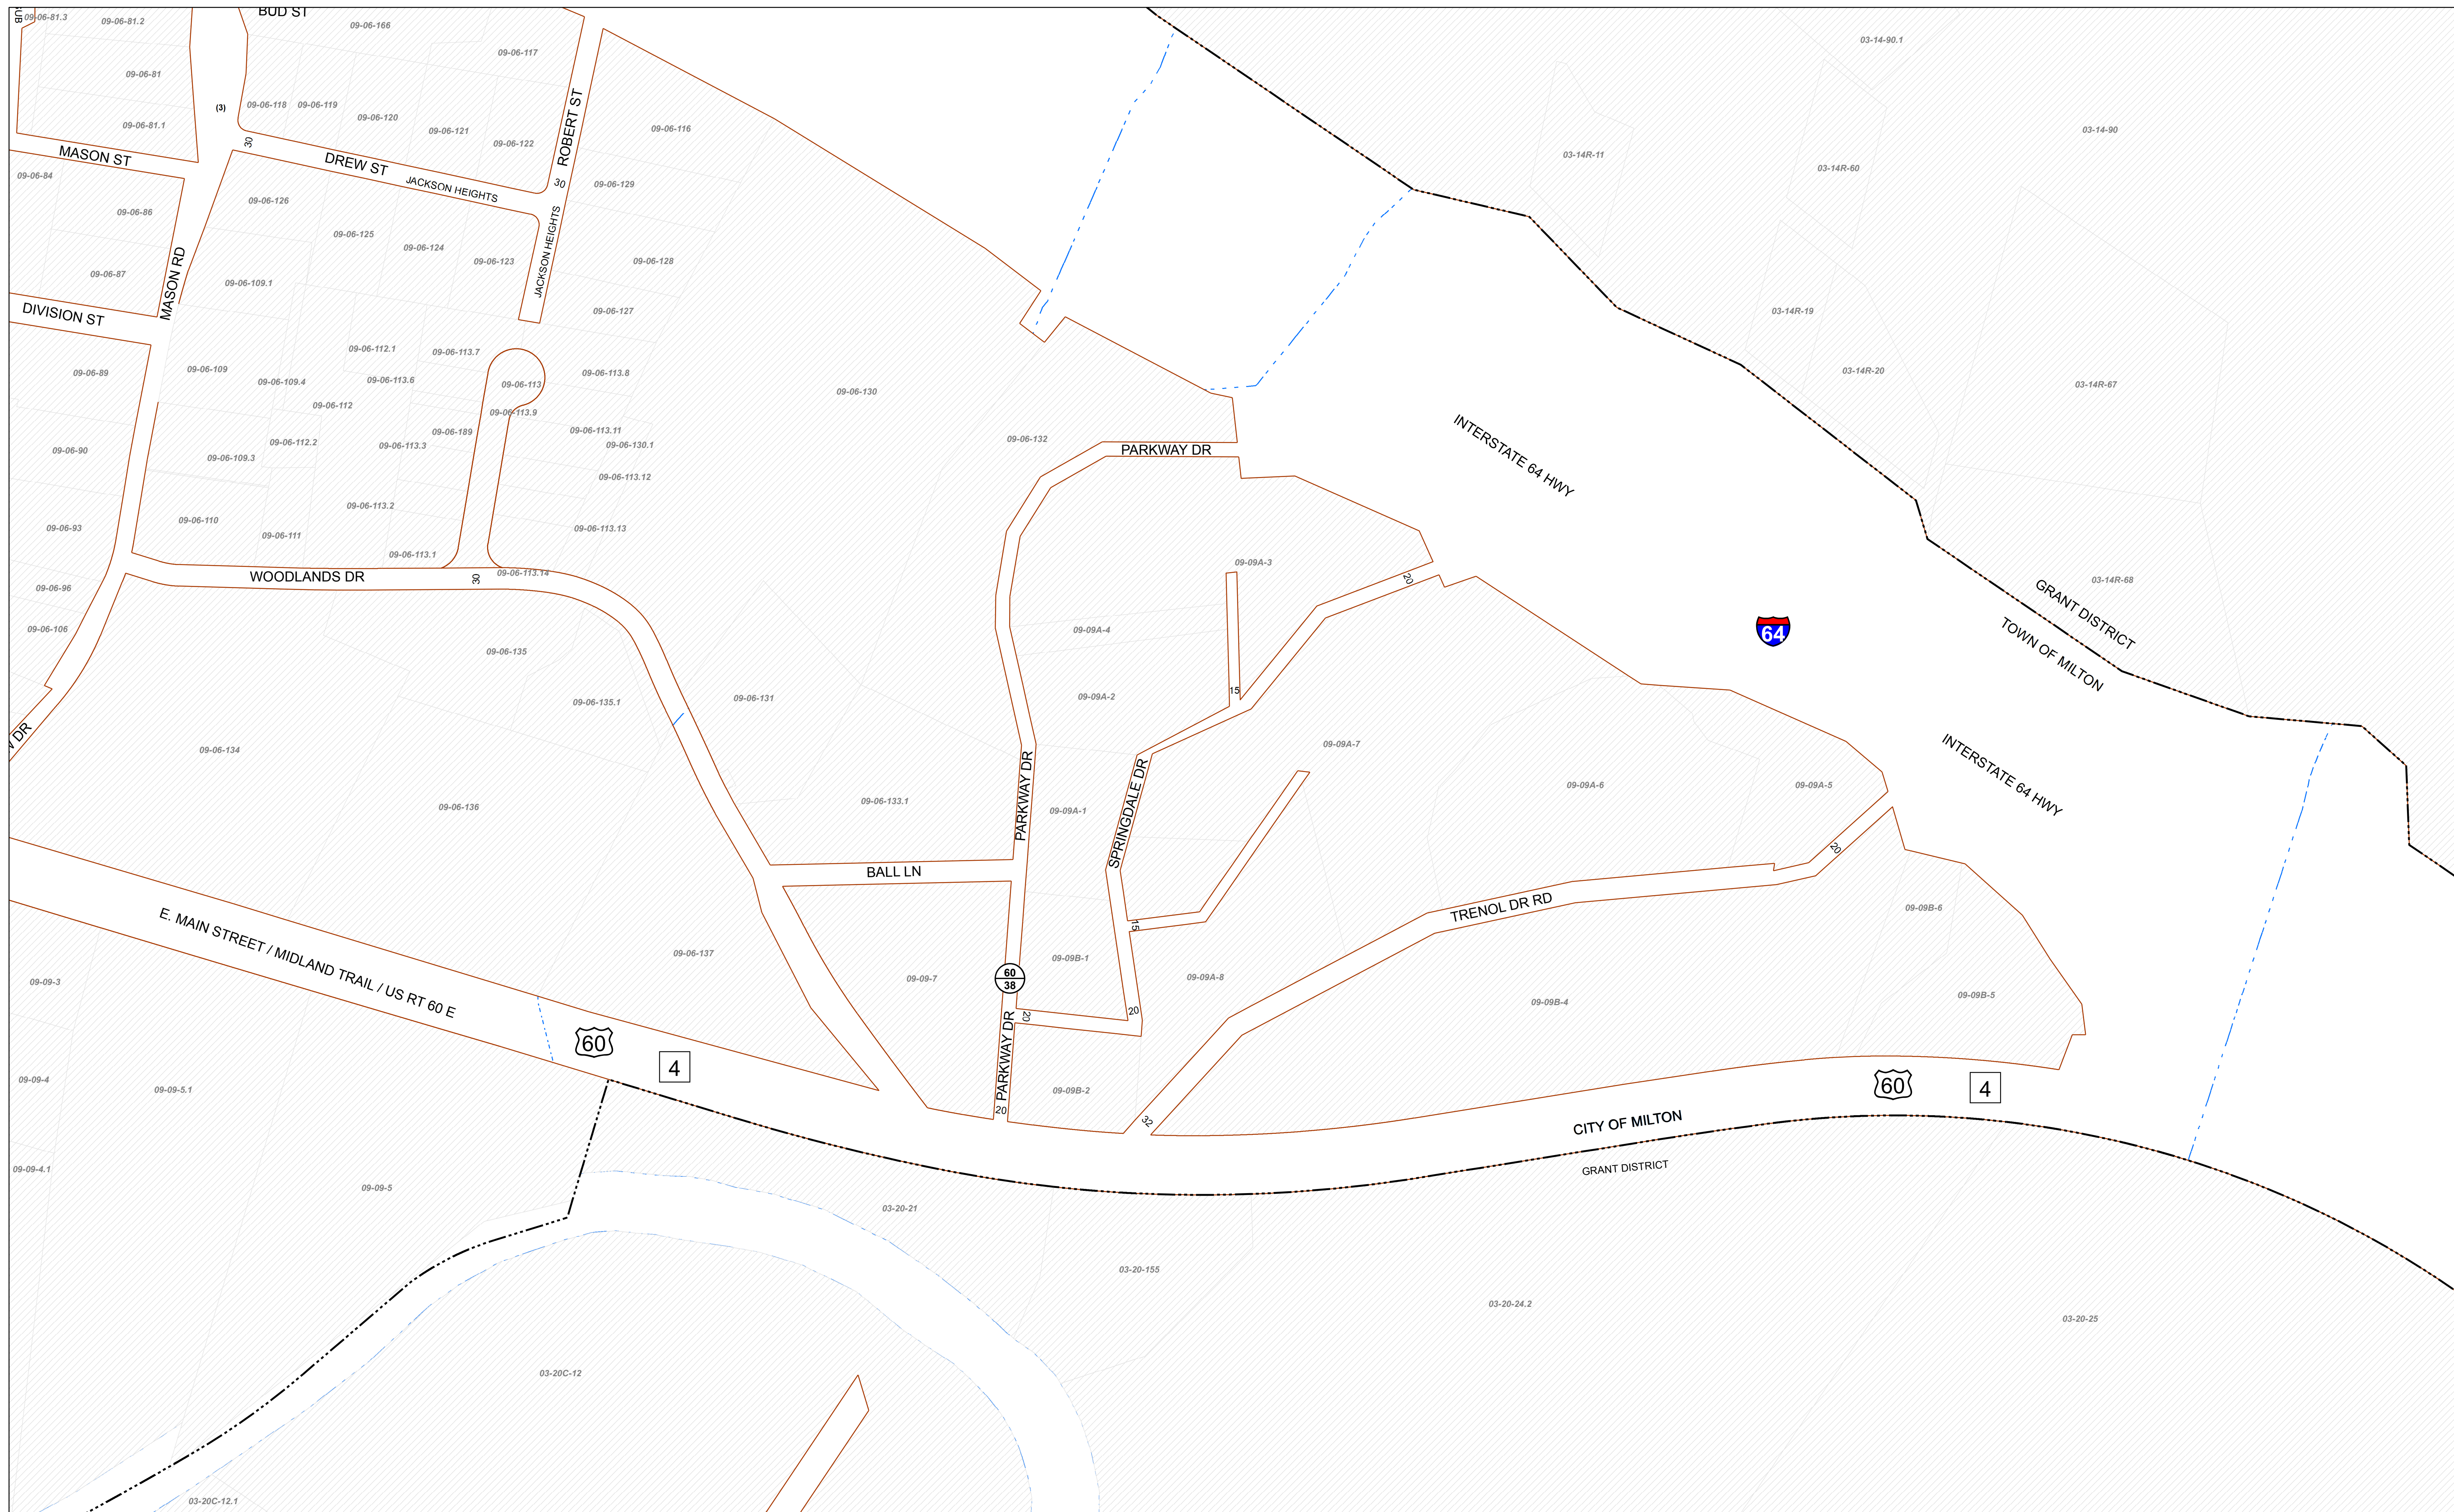 SUB
09-06-81.3
09-06-81.2
BUD ST
09-06-166
09-06-117
03-14-90.1
09-06-81
(3)
09-06-118
09-06-119
09-06-120
09-06-121
09-06-122
ROBERT ST
09-06-116
03-14-90
09-06-81.1
30
MASON ST
DREW ST
JACKSON HEIGHTS
30
03-14R-11
03-14R-60
09-06-84
09-06-86
09-06-126
09-06-129
09-06-125
09-06-124
09-06-123
JACKSON HEIGHTS
09-06-128
09-06-87
MASON RD
09-06-109.1
DIVISION ST
09-06-127
03-14R-19
09-06-112.1
09-06-113.7
09-06-89
09-06-109
09-06-109.4
09-06-113.6
09-06-113
09-06-113.8
09-06-130
03-14R-20
03-14R-67
09-06-112
09-06-113.9
09-06-189
09-06-113.11
09-06-90
09-06-112.2
09-06-113.3
09-06-130.1
09-06-132
PARKWAY DR
INTERSTATE 64 HWY
09-06-109.3
09-06-113.12
09-06-93
09-06-110
09-06-111
09-06-113.2
09-06-113.13
09-06-113.1
09-06-113.14
WOODLANDS DR
30
09-09A-3
20
03-14R-68
09-06-96
GRANT DISTRICT
TOWN OF MILTON
09-06-106
09-09A-4
64
09-06-135
09-06-135.1
09-06-131
09-09A-2
15
09-06-134
PARKWAY DR
SPRINGDALE DR
09-09A-7
INTERSTATE 64 HWY
09-06-136
09-06-133.1
09-09A-1
09-09A-6
09-09A-5
20
BALL LN
TRENOL DR RD
09-09B-6
E. MAIN STREET / MIDLAND TRAIL / US RT 60 E
15
09-06-137
09-09-7
60
38
09-09B-1
09-09A-8
09-09-3
09-09B-4
09-09B-5
20
20
PARKWAY DR
60
4
09-09-4
09-09-5.1
09-09B-2
20
32
60
4
CITY OF MILTON
GRANT DISTRICT
09-09-4.1
09-09-5
03-20-21
03-20-155
03-20-24.2
03-20-25
03-20C-12
03-20C-12.1